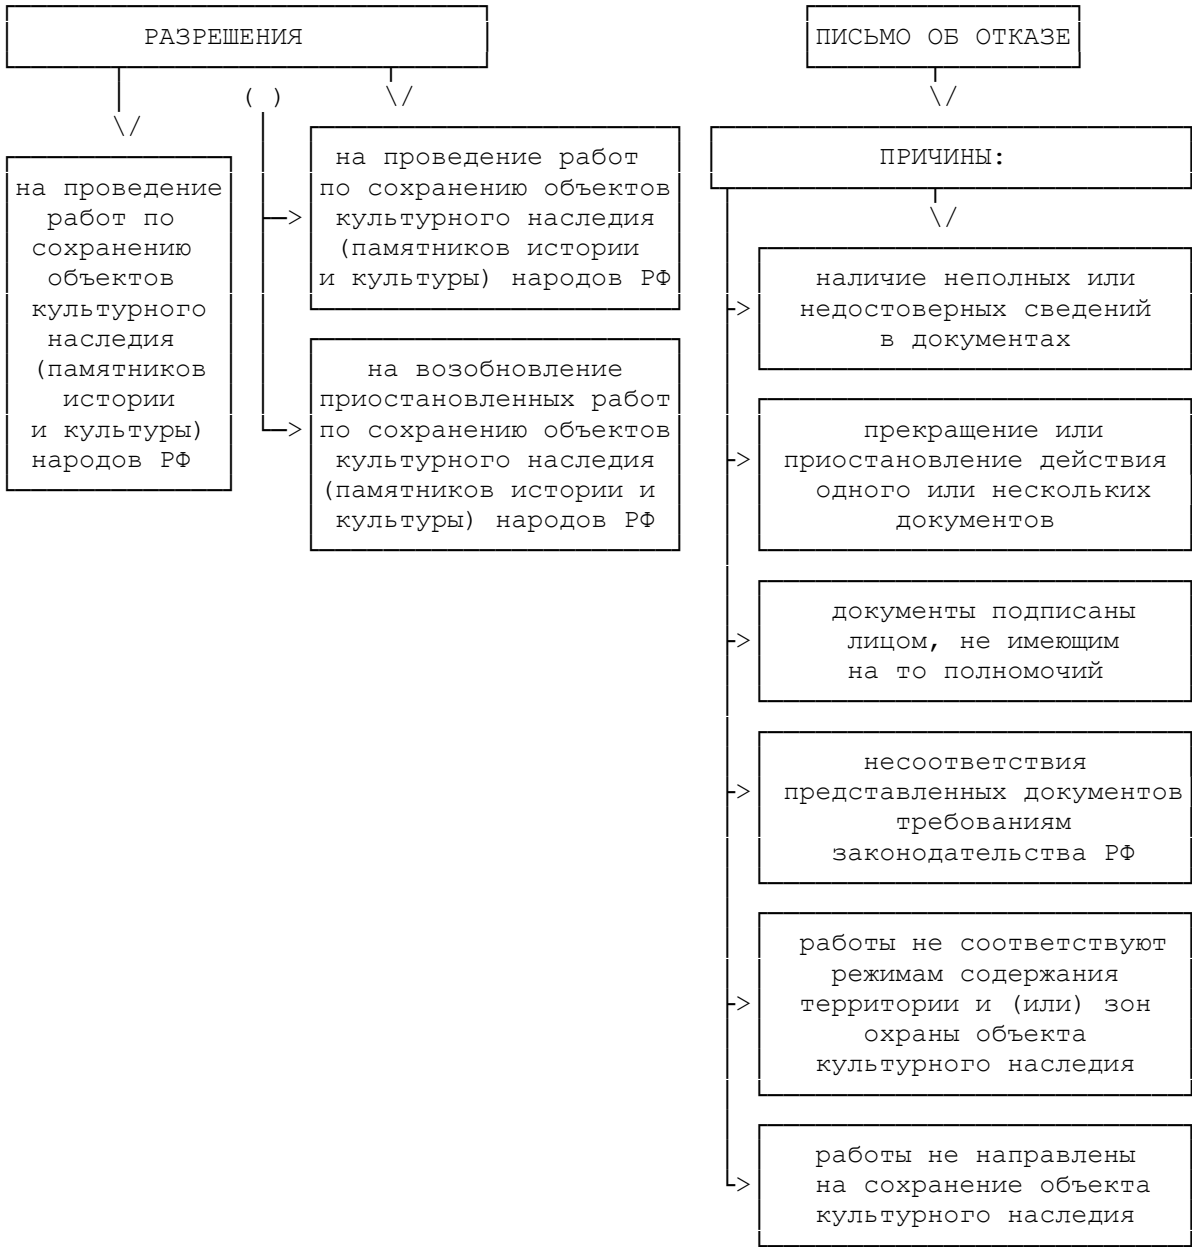 РАЗРЕШЕНИЯ
( )
на проведение
работ по
сохранению
объектов
культурного
наследия
(памятников
истории
и культуры)
народов РФ
на проведение работ
по сохранению объектов
культурного наследия
(памятников истории
и культуры) народов РФ
на возобновление
приостановленных работ
по сохранению объектов
культурного наследия
(памятников истории и
культуры) народов РФ
ПИСЬМО ОБ ОТКАЗЕ
ПРИЧИНЫ:
наличие неполных или
недостоверных сведений
в документах
прекращение или
приостановление действия
одного или нескольких
документов
документы подписаны
лицом, не имеющим
на то полномочий
несоответствия
представленных документов
требованиям
законодательства РФ
работы не соответствуют
режимам содержания
территории и (или) зон
охраны объекта
культурного наследия
работы не направлены
на сохранение объекта
культурного наследия